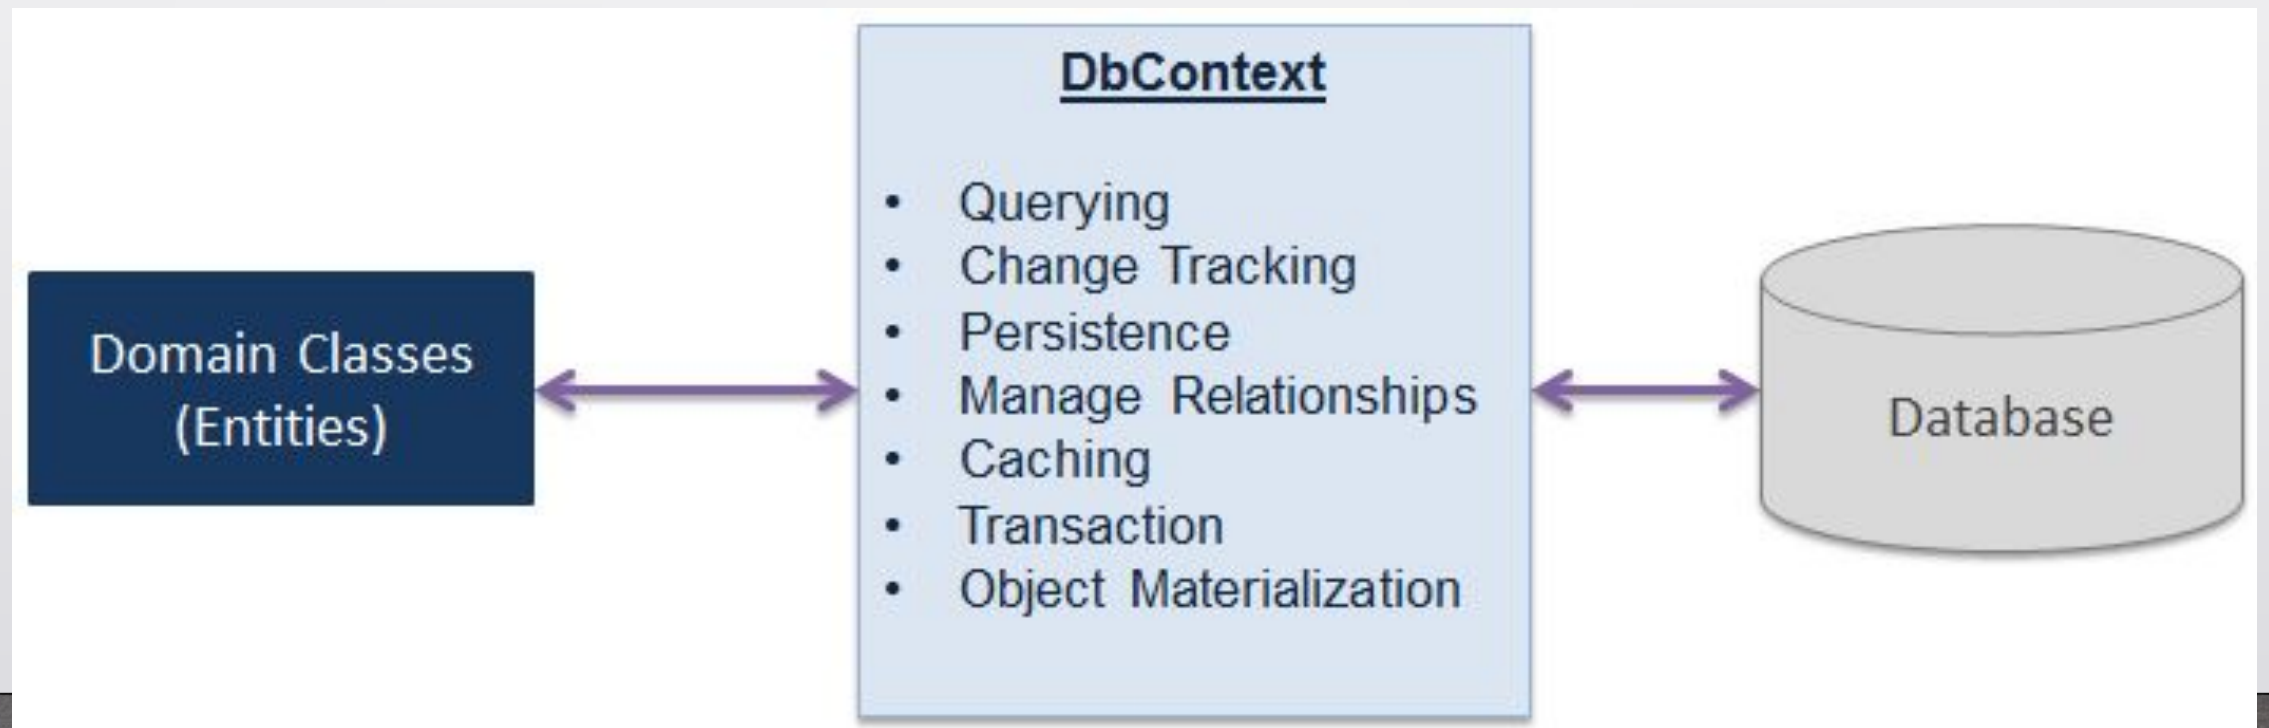 DbContext
• Querying
• Change Tracking
• Persistence
• Manage Relationships
• Caching
• Transaction
• Object Materialization
Domain Classes
(Entities)
Database